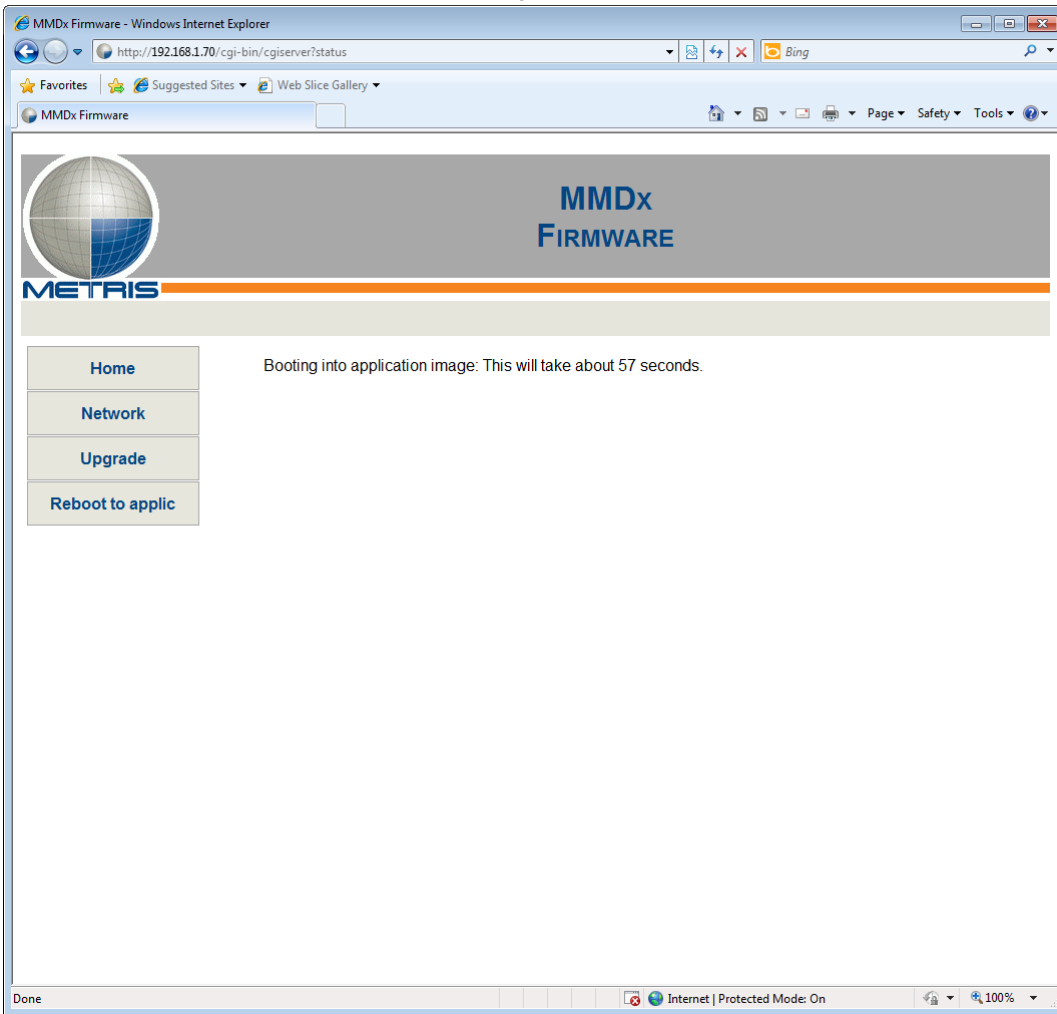 MMDx Firmware - Windows Internet Explorer
http://192.168.1.70/cgi-bin/cgiserver?status
Bing
Favorites Suggested Sites Web Slice Gallery
MMDx Firmware
Page Safety Tools
MMDx
FIRMWARE
METRIS
Home
Booting into application image: This will take about 57 seconds.
Network
Upgrade
Reboot to applic
Done
Internet | Protected Mode: On
100%